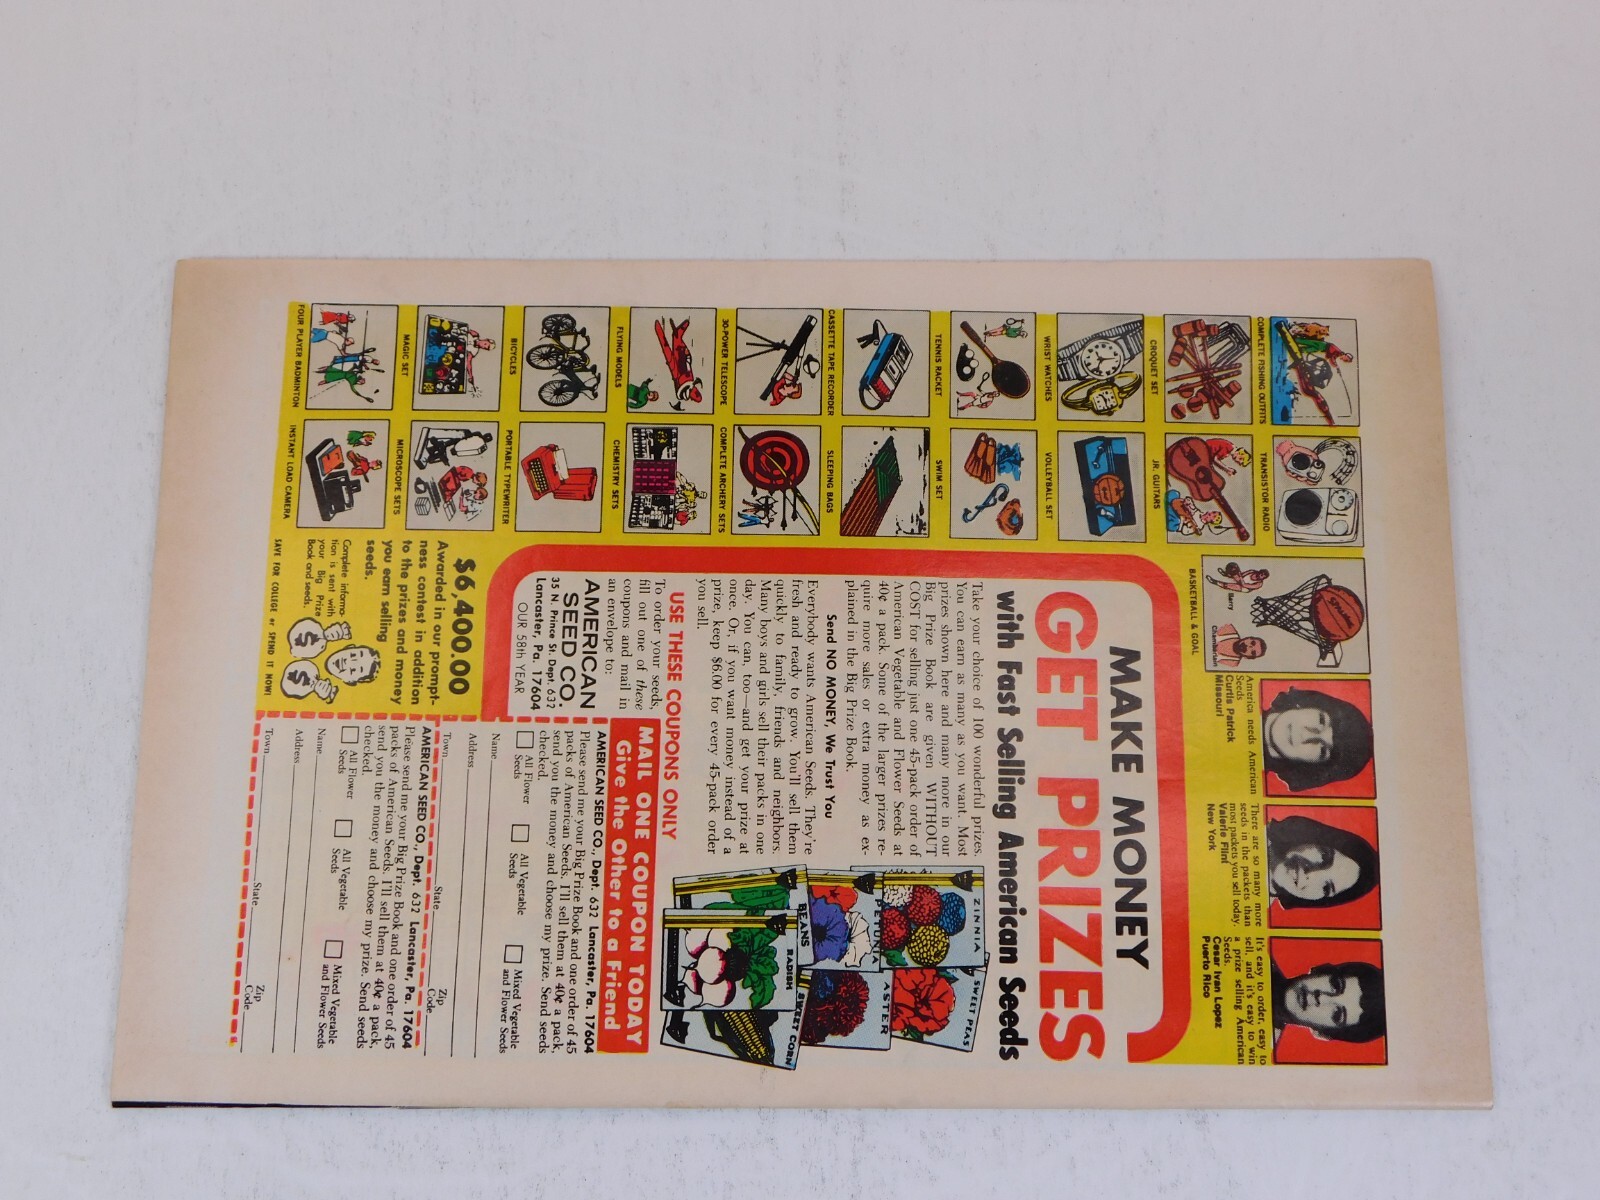 America needs American
Seeds
Curtis Patrick
Missouri
There are so many more
seeds in the packets than
most packets you sell today.
Valerie Flint
New York
It's easy to order, easy to
sell, and it's easy to win
a prize selling American
Seeds.
Cesar Ivan Lopez
Puerto Rico
COMPLETE FISHING OUTFITS
TRANSISTOR RADIO
SPALDING
Barry
Chamberlain
BASKETBALL & GOAL
CROQUET SET
JR. GUITARS
WRIST WATCHES
VOLLEYBALL SET
TENNIS RACKET
SWIM SET
CASSETTE TAPE RECORDER
SLEEPING BAGS
30-POWER TELESCOPE
COMPLETE ARCHERY SETS
FLYING MODELS
CHEMISTRY SETS
BICYCLES
PORTABLE TYPEWRITER
MAGIC SET
MICROSCOPE SETS
FOUR PLAYER BADMINTON
INSTANT LOAD CAMERA
MAKE MONEY
GET PRIZES
with Fast Selling American Seeds
Take your choice of 100 wonderful prizes.
You can earn as many as you want. Most
prizes shown here and many more in our
Big Prize Book are given WITHOUT
COST for selling just one 45-pack order of
American Vegetable and Flower Seeds at
40¢ a pack. Some of the larger prizes re-
quire more sales or extra money as ex-
plained in the Big Prize Book.
Send NO MONEY, We Trust You
Everybody wants American Seeds. They're
fresh and ready to grow. You'll sell them
quickly to family, friends and neighbors.
Many boys and girls sell their packs in one
day. You can, too—and get your prize at
once. Or, if you want money instead of a
prize, keep $6.00 for every 45-pack order
you sell.
ZINNIA
SWEET PEAS
PETUNIA
ASTER
BEANS
RADISH
SWEET CORN
USE THESE COUPONS ONLY
To order your seeds,
fill out one of these
coupons and mail in
an envelope to:
AMERICAN
SEED CO.
35 N. Prince St. Dept. 632
Lancaster, Pa. 17604
OUR 58th YEAR
$6,400.00
Awarded in our prompt-
ness contest in addition
to the prizes and money
you earn selling
seeds.
Complete informa-
tion is sent with
your Big Prize
Book and seeds.
$
$
SAVE FOR COLLEGE or SPEND IT NOW!
MAIL ONE COUPON TODAY
Give the Other to a Friend
AMERICAN SEED CO., Dept. 632 Lancaster, Pa. 17604
Please send me your Big Prize Book and one order of 45
packs of American Seeds. I'll sell them at 40¢ a pack,
send you the money and choose my prize. Send seeds
checked.
All Flower
Seeds
All Vegetable
Mixed Vegetable
and Flower Seeds
Name
Address
Town
State
Zip
Code
AMERICAN SEED CO., Dept. 632 Lancaster, Pa. 17604
Please send me your Big Prize Book and one order of 45
packs of American Seeds. I'll sell them at 40¢ a pack,
send you the money and choose my prize. Send seeds
checked.
All Flower
Seeds
All Vegetable
Mixed Vegetable
and Flower Seeds
Name
Address
Town
State
Zip
Code